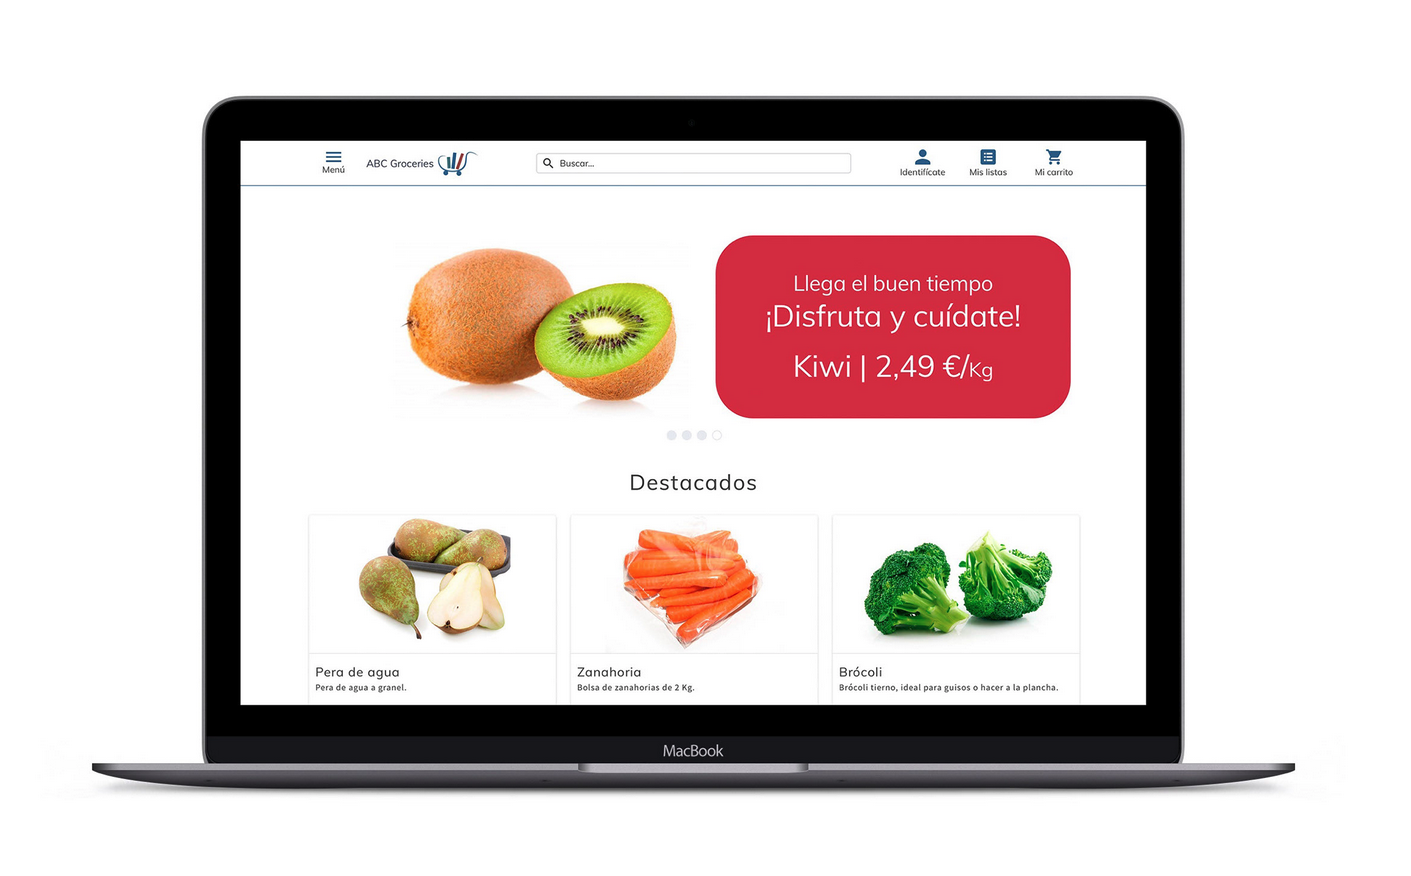 Menú
ABC Groceries
Buscar...
Identifícate
Mis listas
Mi carrito
Llega el buen tiempo
¡Disfruta y cuídate!
Kiwi | 2,49 €/Kg
Destacados
Pera de agua
Pera de agua a granel.
Zanahoria
Bolsa de zanahorias de 2 Kg.
Brócoli
Brócoli tierno, ideal para guisos o hacer a la plancha.
MacBook